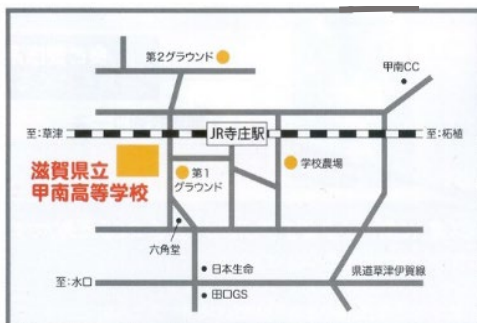 第2グラウンド
甲南CC
至:草津
JR寺庄駅
至:柘植
滋賀県立
甲南高等学校
第1
グラウンド
学校農場
六角堂
日本生命
県道草津伊賀線
至:水口
田口GS